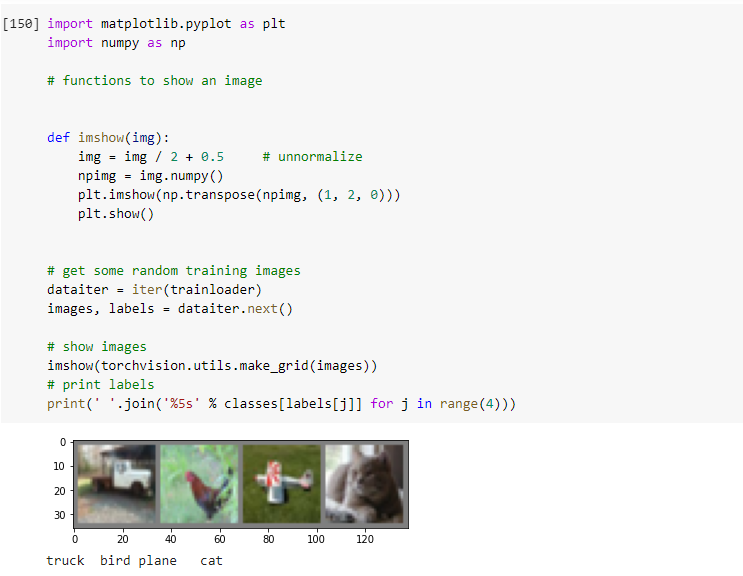 [150] import matplotlib.pyplot as plt
import numpy as np
# functions to show an image
def imshow(img):
    img = img / 2 + 0.5     # unnormalize
    npimg = img.numpy()
    plt.imshow(np.transpose(npimg, (1, 2, 0)))
    plt.show()
# get some random training images
dataiter = iter(trainloader)
images, labels = dataiter.next()
# show images
imshow(torchvision.utils.make_grid(images))
# print labels
print(' '.join('%5s' % classes[labels[j]] for j in range(4)))
0
10
20
30
0 20 40 60 80 100 120
truck  bird plane   cat